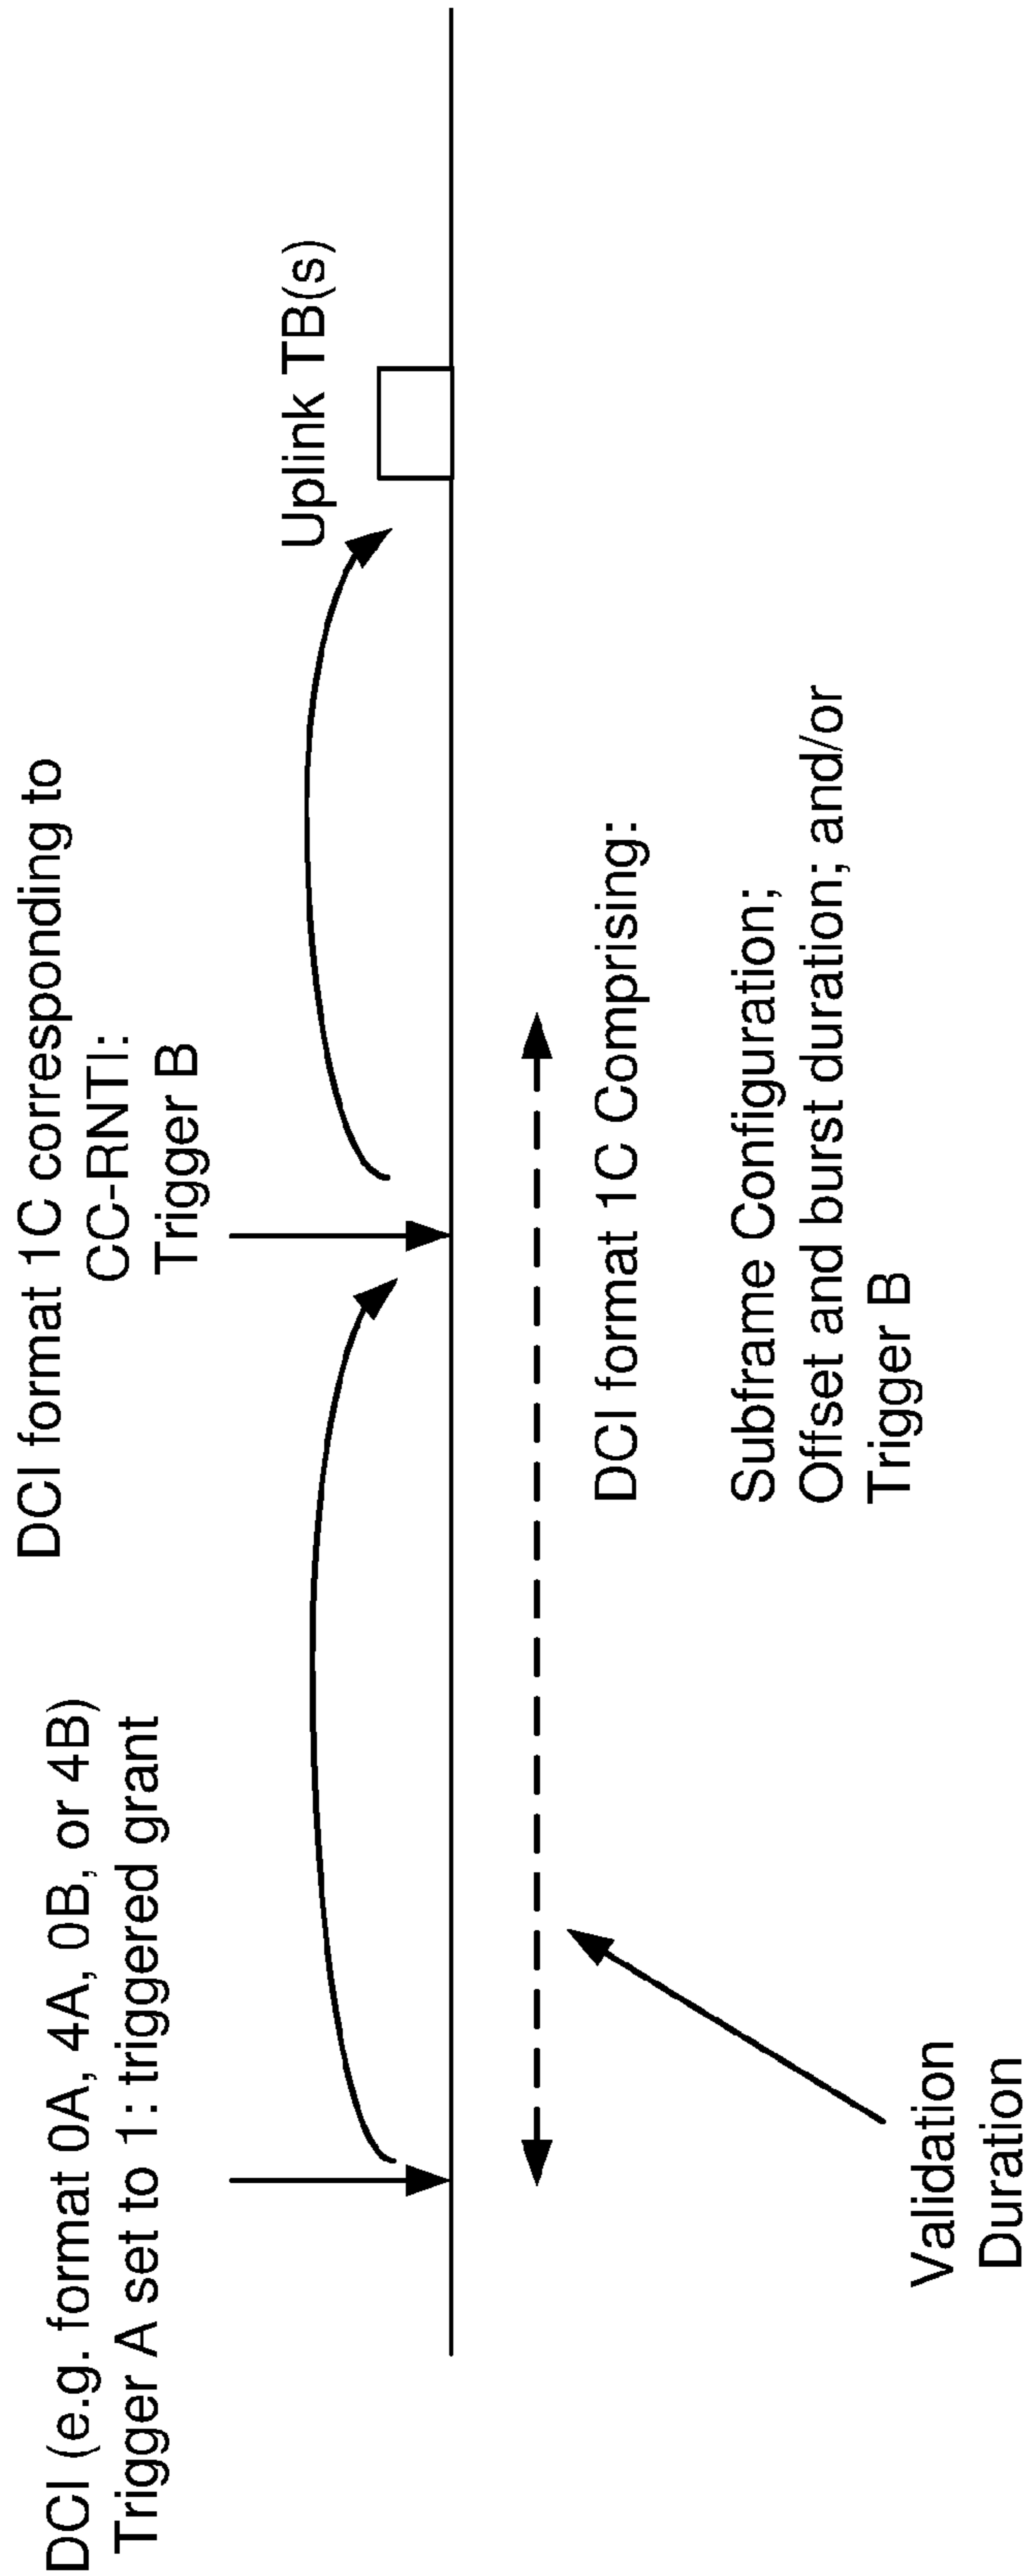 DCI (e.g. format 0A, 4A, 0B, or 4B)
Trigger A set to 1: triggered grant
DCI format 1C corresponding to
CC-RNTI:
Trigger B
Uplink TB(s)
Validation
Duration
DCI format 1C Comprising:
Subframe Configuration;
Offset and burst duration; and/or
Trigger B